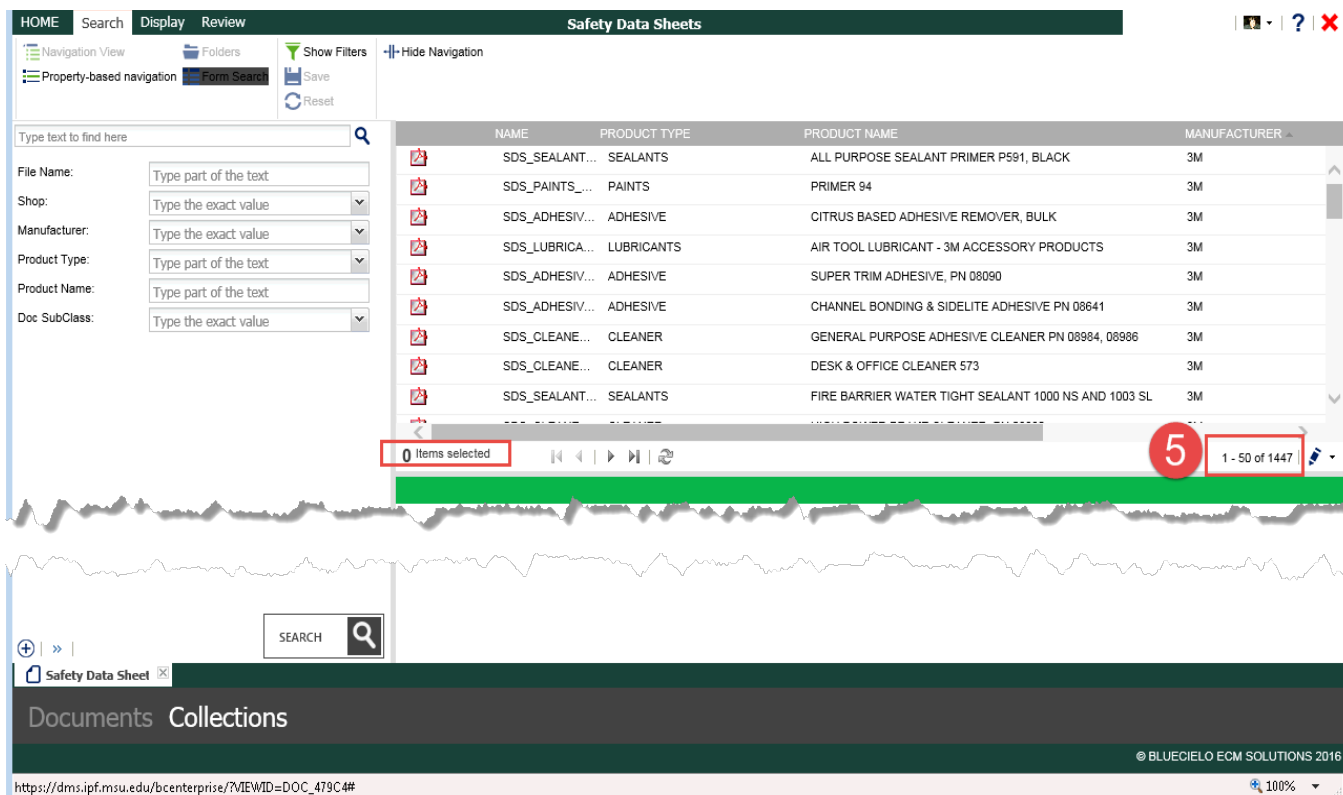 HOME Search Display Review Safety Data Sheets ?
Navigation View Folders Show Filters Hide Navigation
Property-based navigation Form Search Save
Reset
Type text to find here NAME PRODUCT TYPE PRODUCT NAME MANUFACTURER
SDS_SEALANT... SEALANTS ALL PURPOSE SEALANT PRIMER P591, BLACK 3M
File Name: Type part of the text
SDS_PAINTS_... PAINTS PRIMER 94 3M
Shop: Type the exact value
SDS_ADHESIV... ADHESIVE CITRUS BASED ADHESIVE REMOVER, BULK 3M
Manufacturer: Type the exact value
SDS_LUBRICA... LUBRICANTS AIR TOOL LUBRICANT - 3M ACCESSORY PRODUCTS 3M
Product Type: Type part of the text
SDS_ADHESIV... ADHESIVE SUPER TRIM ADHESIVE, PN 08090 3M
Product Name: Type part of the text
SDS_ADHESIV... ADHESIVE CHANNEL BONDING & SIDELITE ADHESIVE PN 08641 3M
Doc SubClass: Type the exact value
SDS_CLEANE... CLEANER GENERAL PURPOSE ADHESIVE CLEANER PN 08984, 08986 3M
SDS_CLEANE... CLEANER DESK & OFFICE CLEANER 573 3M
SDS_SEALANT... SEALANTS FIRE BARRIER WATER TIGHT SEALANT 1000 NS AND 1003 SL 3M
0 Items selected 5 1 - 50 of 1447
SEARCH
Safety Data Sheet
Documents Collections
© BLUECIELO ECM SOLUTIONS 2016
https://dms.ipf.msu.edu/bcenterprise/?VIEWID=DOC_479C4# 100%